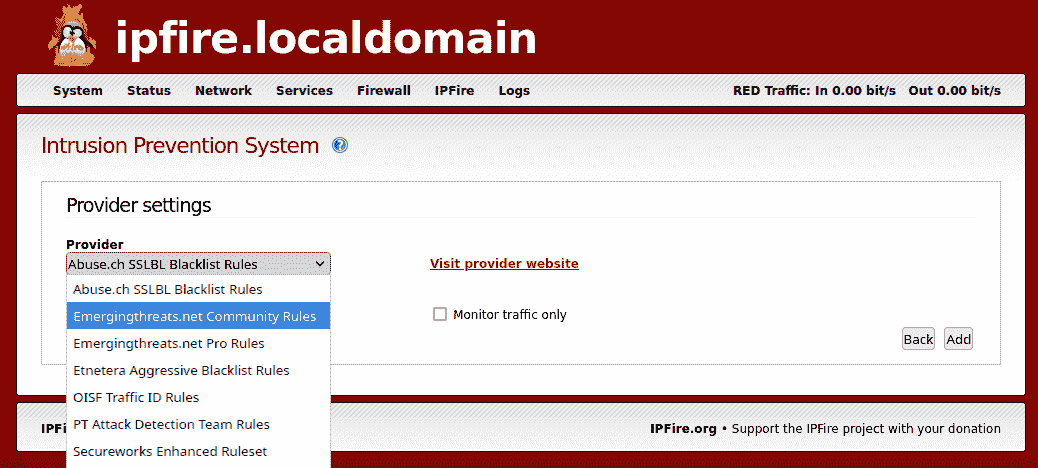 ipfire.localdomain
System Status Network Services Firewall IPFire Logs RED Traffic: In 0.00 bit/s Out 0.00 bit/s
Intrusion Prevention System
Provider settings
Provider
Abuse.ch SSLBL Blacklist Rules Visit provider website
Abuse.ch SSLBL Blacklist Rules
Emergingthreats.net Community Rules Monitor traffic only
Emergingthreats.net Pro Rules Back Add
Etnetera Aggressive Blacklist Rules
OISF Traffic ID Rules
PT Attack Detection Team Rules
IPFi IPFire.org • Support the IPFire project with your donation
Secureworks Enhanced Ruleset